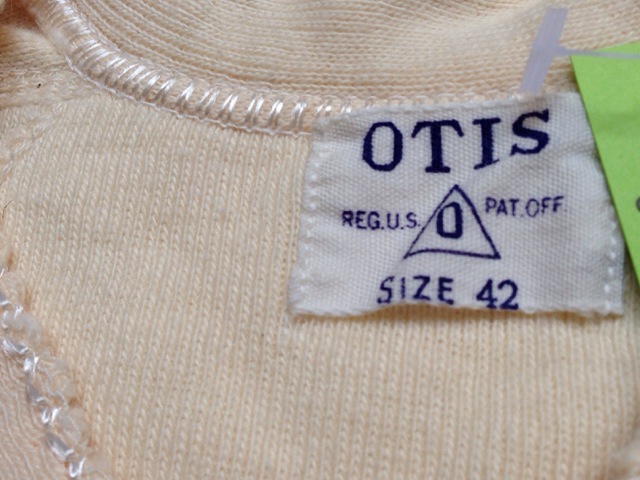 OTIS
REG.U.S. O PAT.OFF.
SIZE 42